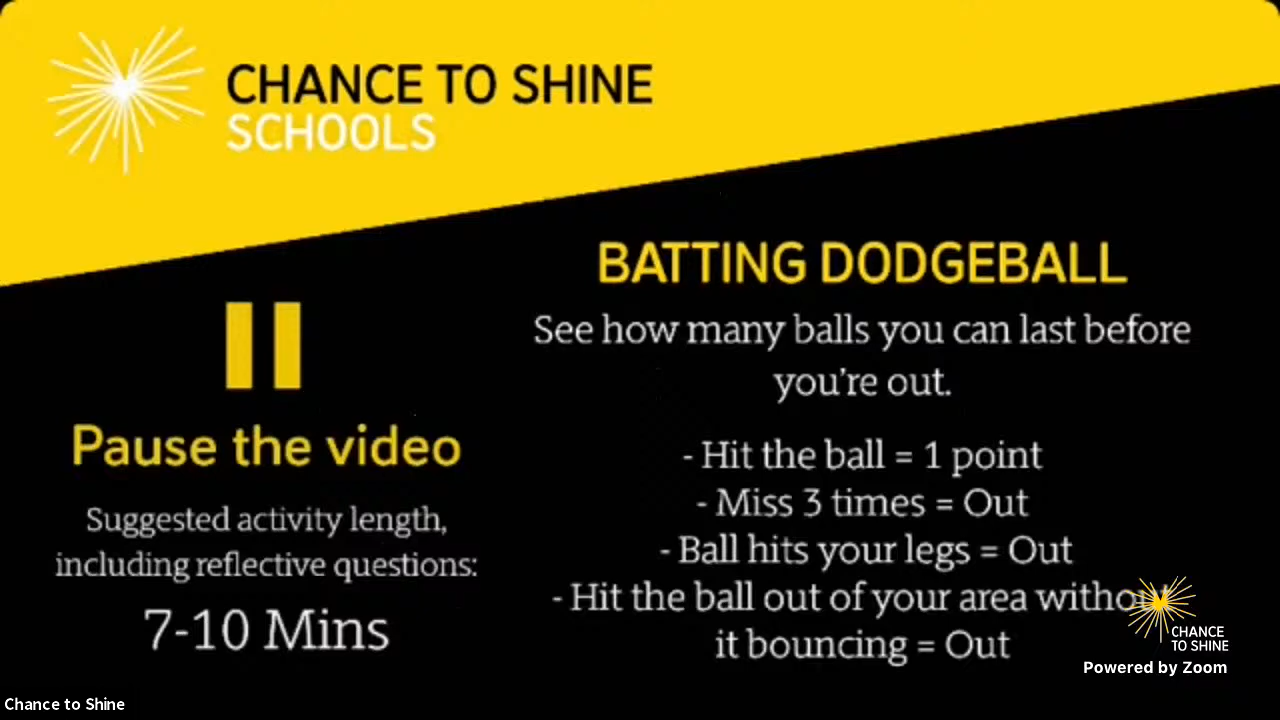 CHANCE TO SHINE
SCHOOLS
Pause the video
Suggested activity length,
including reflective questions:
7-10 Mins
BATTING DODGEBALL
See how many balls you can last before
you're out.
- Hit the ball = 1 point
- Miss 3 times = Out
- Ball hits your legs = Out
- Hit the ball out of your area without
it bouncing = Out
CHANCE
TO SHINE
Powered by Zoom
Chance to Shine